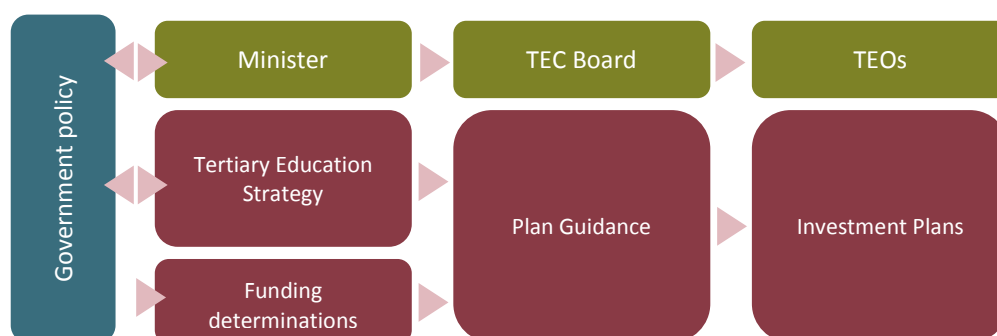 Government policy
Minister
TEC Board
TEOs
Tertiary Education
Strategy
Plan Guidance
Investment Plans
Funding
determinations